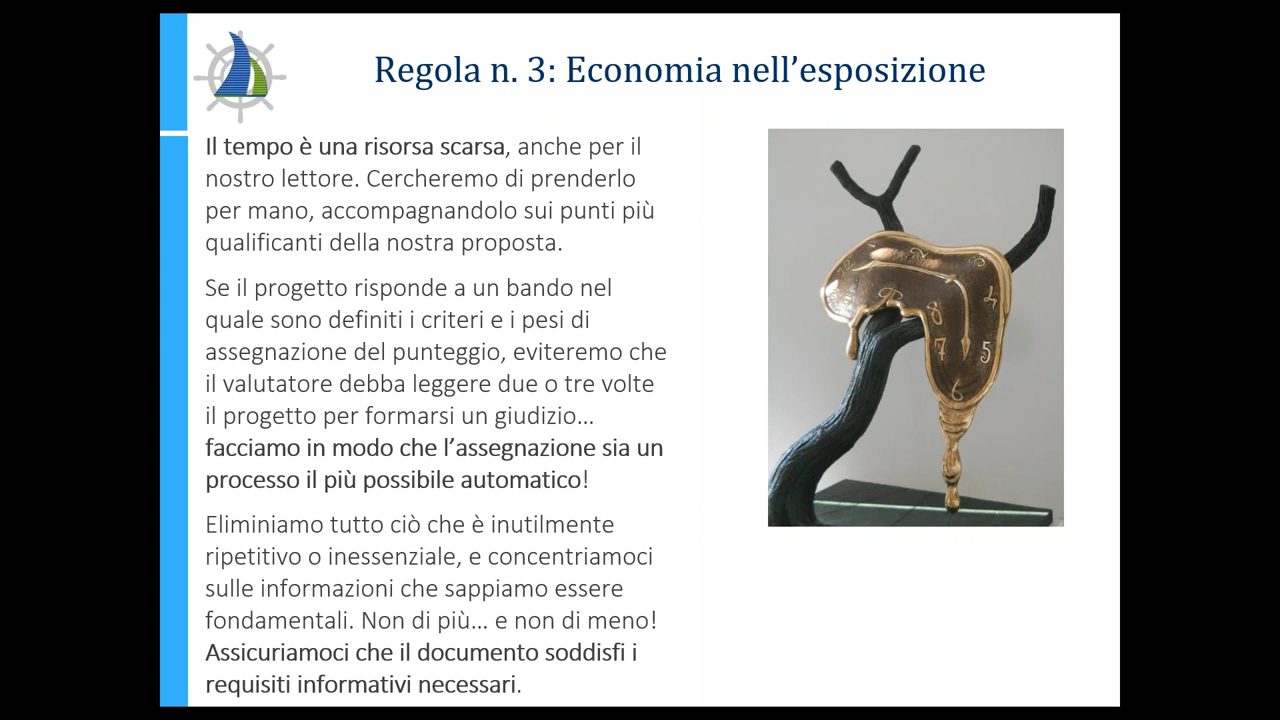 Regola n. 3: Economia nell’esposizione
Il tempo è una risorsa scarsa, anche per il
nostro lettore. Cercheremo di prenderlo
per mano, accompagnandolo sui punti più
qualificanti della nostra proposta.
Se il progetto risponde a un bando nel
quale sono definiti i criteri e i pesi di
assegnazione del punteggio, eviteremo che
il valutatore debba leggere due o tre volte
il progetto per formarsi un giudizio…
facciamo in modo che l’assegnazione sia un
processo il più possibile automatico!
Eliminiamo tutto ciò che è inutilmente
ripetitivo o inessenziale, e concentriamoci
sulle informazioni che sappiamo essere
fondamentali. Non di più… e non di meno!
Assicuriamoci che il documento soddisfi i
requisiti informativi necessari.
8 4
7 5
6